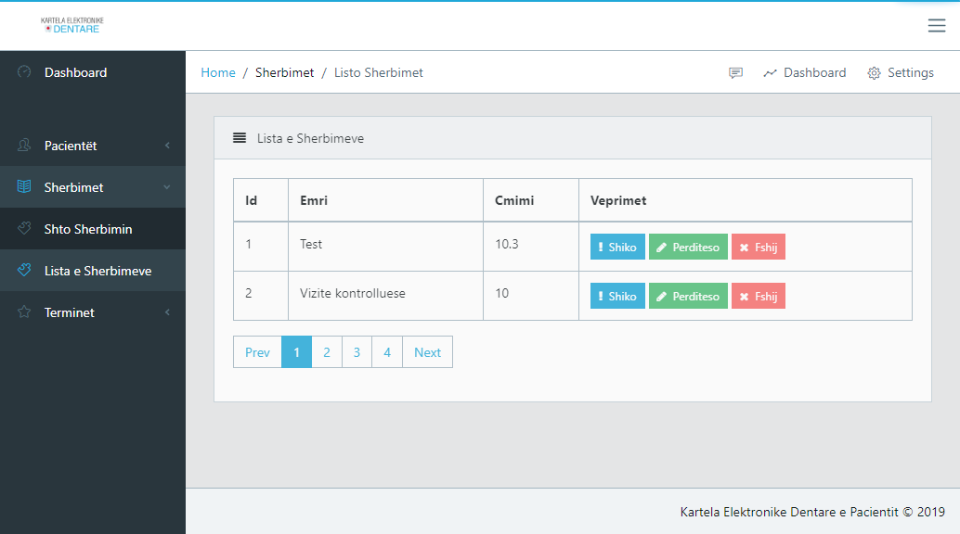 KARTELA ELEKTRONIKE
DENTARE
Dashboard
Home / Sherbimet / Listo Sherbimet
Dashboard
Settings
Pacientët
Sherbimet
Shto Sherbimin
Lista e Sherbimeve
Terminet
Lista e Sherbimeve
Id Emri Cmimi Veprimet
1 Test 10.3 Shiko Perditeso Fshij
2 Vizite kontrolluese 10 Shiko Perditeso Fshij
Prev 1 2 3 4 Next
Kartela Elektronike Dentare e Pacientit © 2019